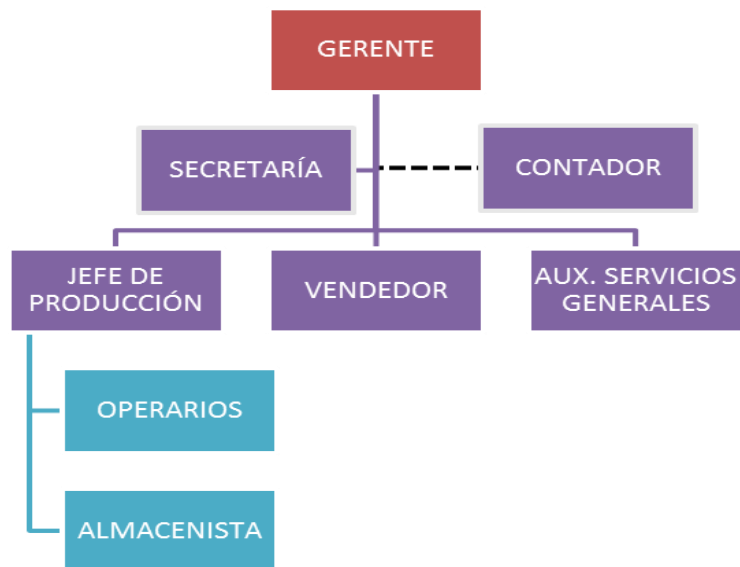 GERENTE
SECRETARÍA
CONTADOR
JEFE DE
PRODUCCIÓN
VENDEDOR
AUX. SERVICIOS
GENERALES
OPERARIOS
ALMACENISTA